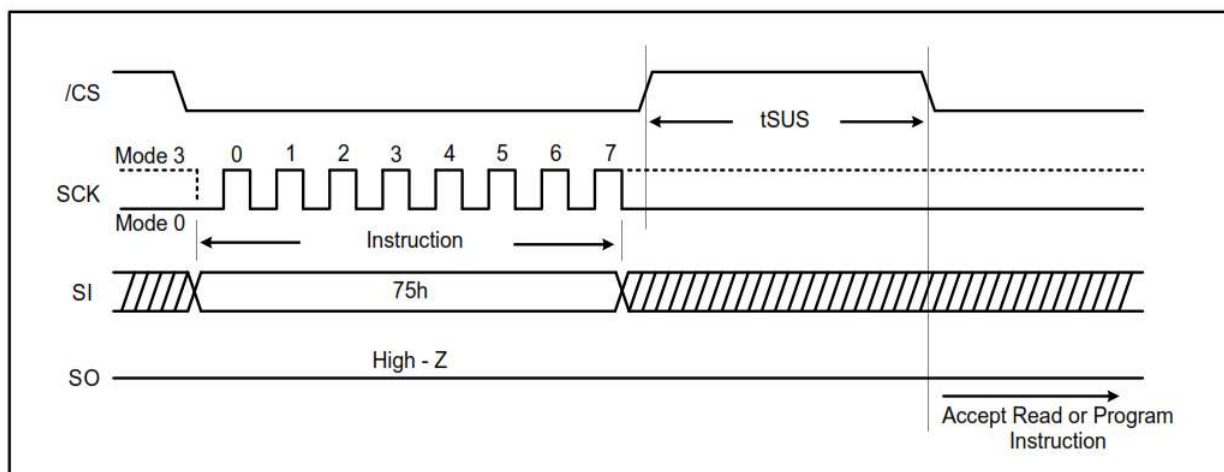 /CS
tSUS
Mode 3
0 1 2 3 4 5 6 7
SCK
Mode 0
Instruction
SI
75h
High - Z
SO
Accept Read or Program
Instruction